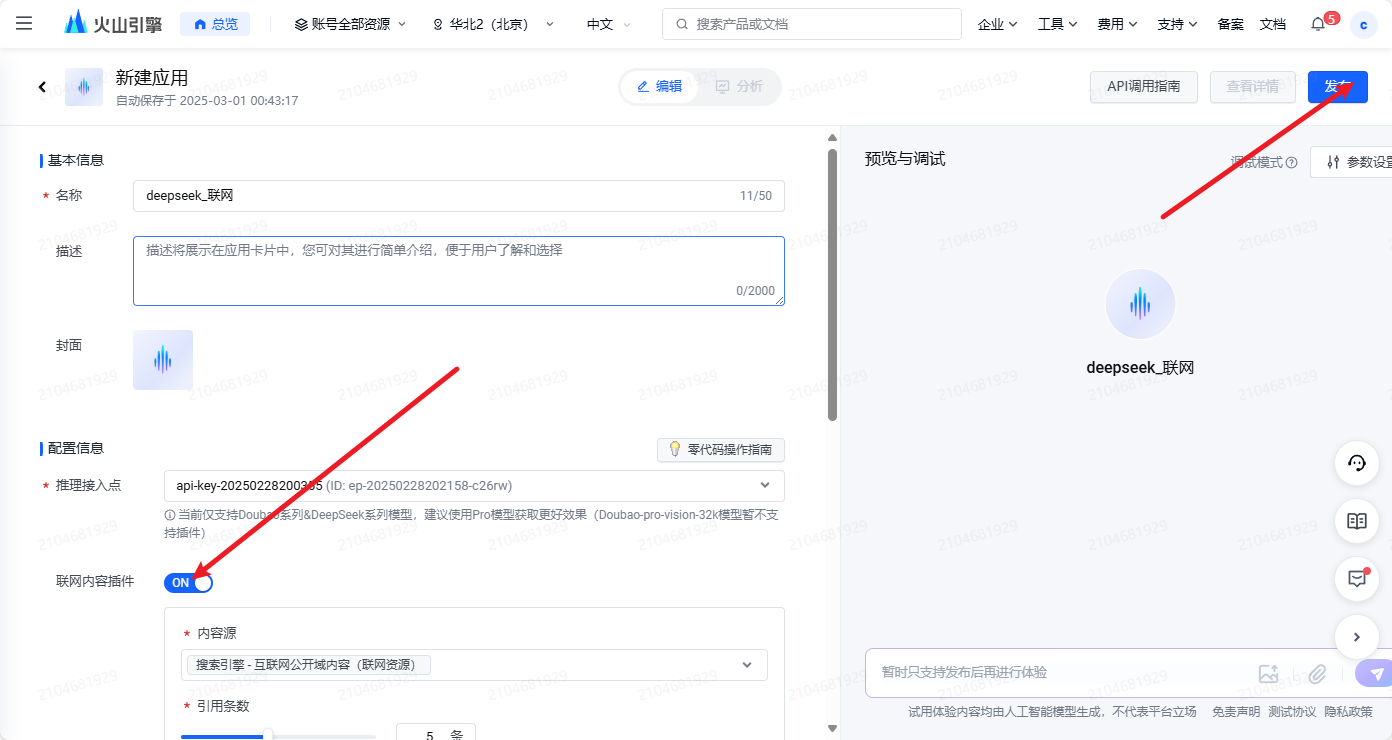 火山引擎 总览 账号全部资源 华北2（北京） 中文 搜索产品或文档 企业 工具 费用 支持 备案 文档 5 c
新建应用
自动保存于 2025-03-01 00:43:17
编辑 分析 API调用指南 查看详情 发布
基本信息
* 名称 deepseek_联网 11/50
描述 描述将展示在应用卡片中，您可对其进行简单介绍，便于用户了解和选择
0/2000
封面
配置信息 零代码操作指南
* 推理接入点 api-key-20250228200355 (ID: ep-20250228202158-c26rw)
当前仅支持Doubao系列&DeepSeek系列模型，建议使用Pro模型获取更好效果（Doubao-pro-vision-32k模型暂不支
持插件）
联网内容插件 ON
* 内容源
搜索引擎 - 互联网公开域内容（联网资源）
* 引用条数
5 条
预览与调试 调试模式 参数设置
deepseek_联网
暂时只支持发布后再进行体验
试用体验内容均由人工智能模型生成，不代表平台立场 免责声明 测试协议 隐私政策
2104681929